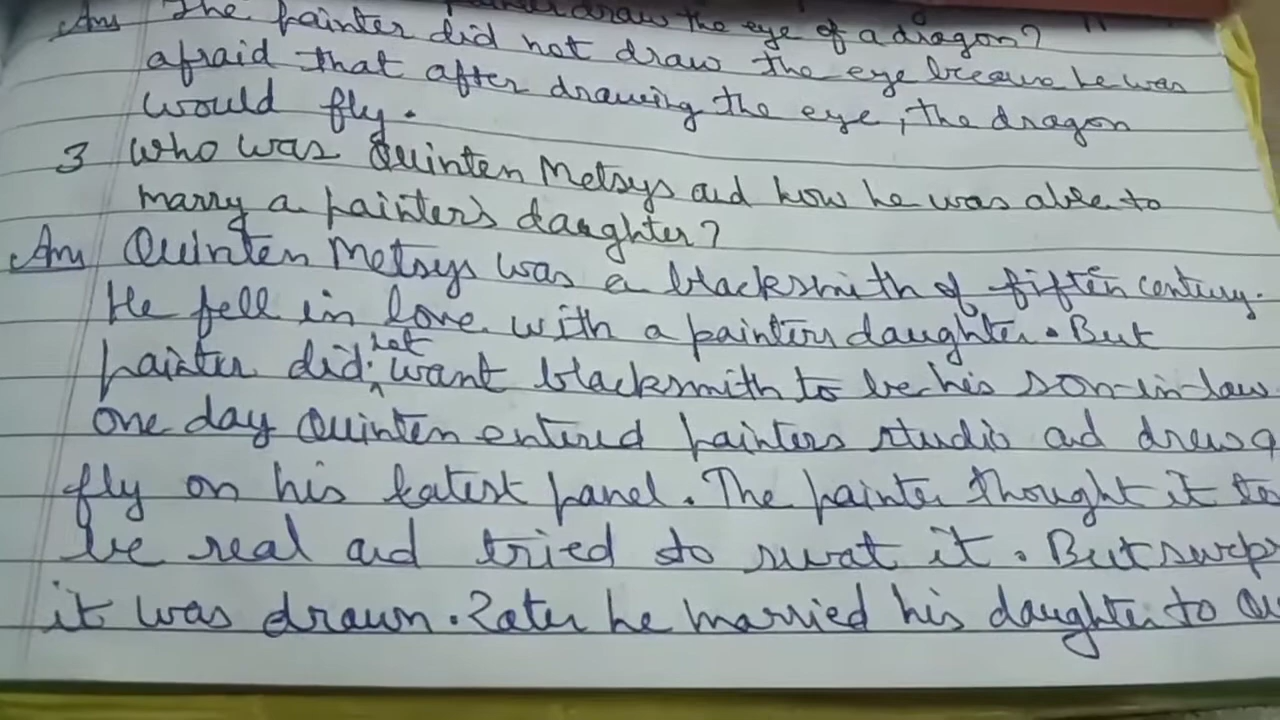 draw the eye of a dragon?
Ans The painter did not draw the eye because he was
afraid that after drawing the eye, the dragon
would fly.
3 Who was Quinten Metsys and how he was able to
marry a painter's daughter?
Ans Quinten Metsys was a blacksmith of fifteen century.
He fell in love with a painters daughter. But
painter did not want blacksmith to be his son-in-law
one day Quinten entered painters studio ad drew a
fly on his latest panel. The painter thought it to
be real ad tried to swat it. But
it was drawn. Later he married his daughter to